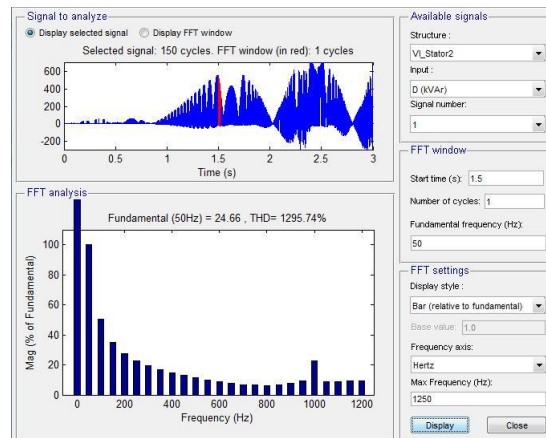 Signal to analyze
Display selected signal
Display FFT window
Selected signal: 150 cycles. FFT window (in red): 1 cycles
600
400
200
0
-200
0
0.5
1
1.5
2
2.5
3
Time (s)
FFT analysis
Fundamental (50Hz) = 24.66 , THD= 1295.74%
Mag (% of Fundamental)
100
80
60
40
20
0
0
200
400
600
800
1000
1200
Frequency (Hz)
Available signals
Structure :
VI_Stator2
Input :
D (kVAr)
Signal number:
1
FFT window
Start time (s): 1.5
Number of cycles: 1
Fundamental frequency (Hz):
50
FFT settings
Display style :
Bar (relative to fundamental)
Base value: 1.0
Frequency axis:
Hertz
Max Frequency (Hz):
1250
Display
Close